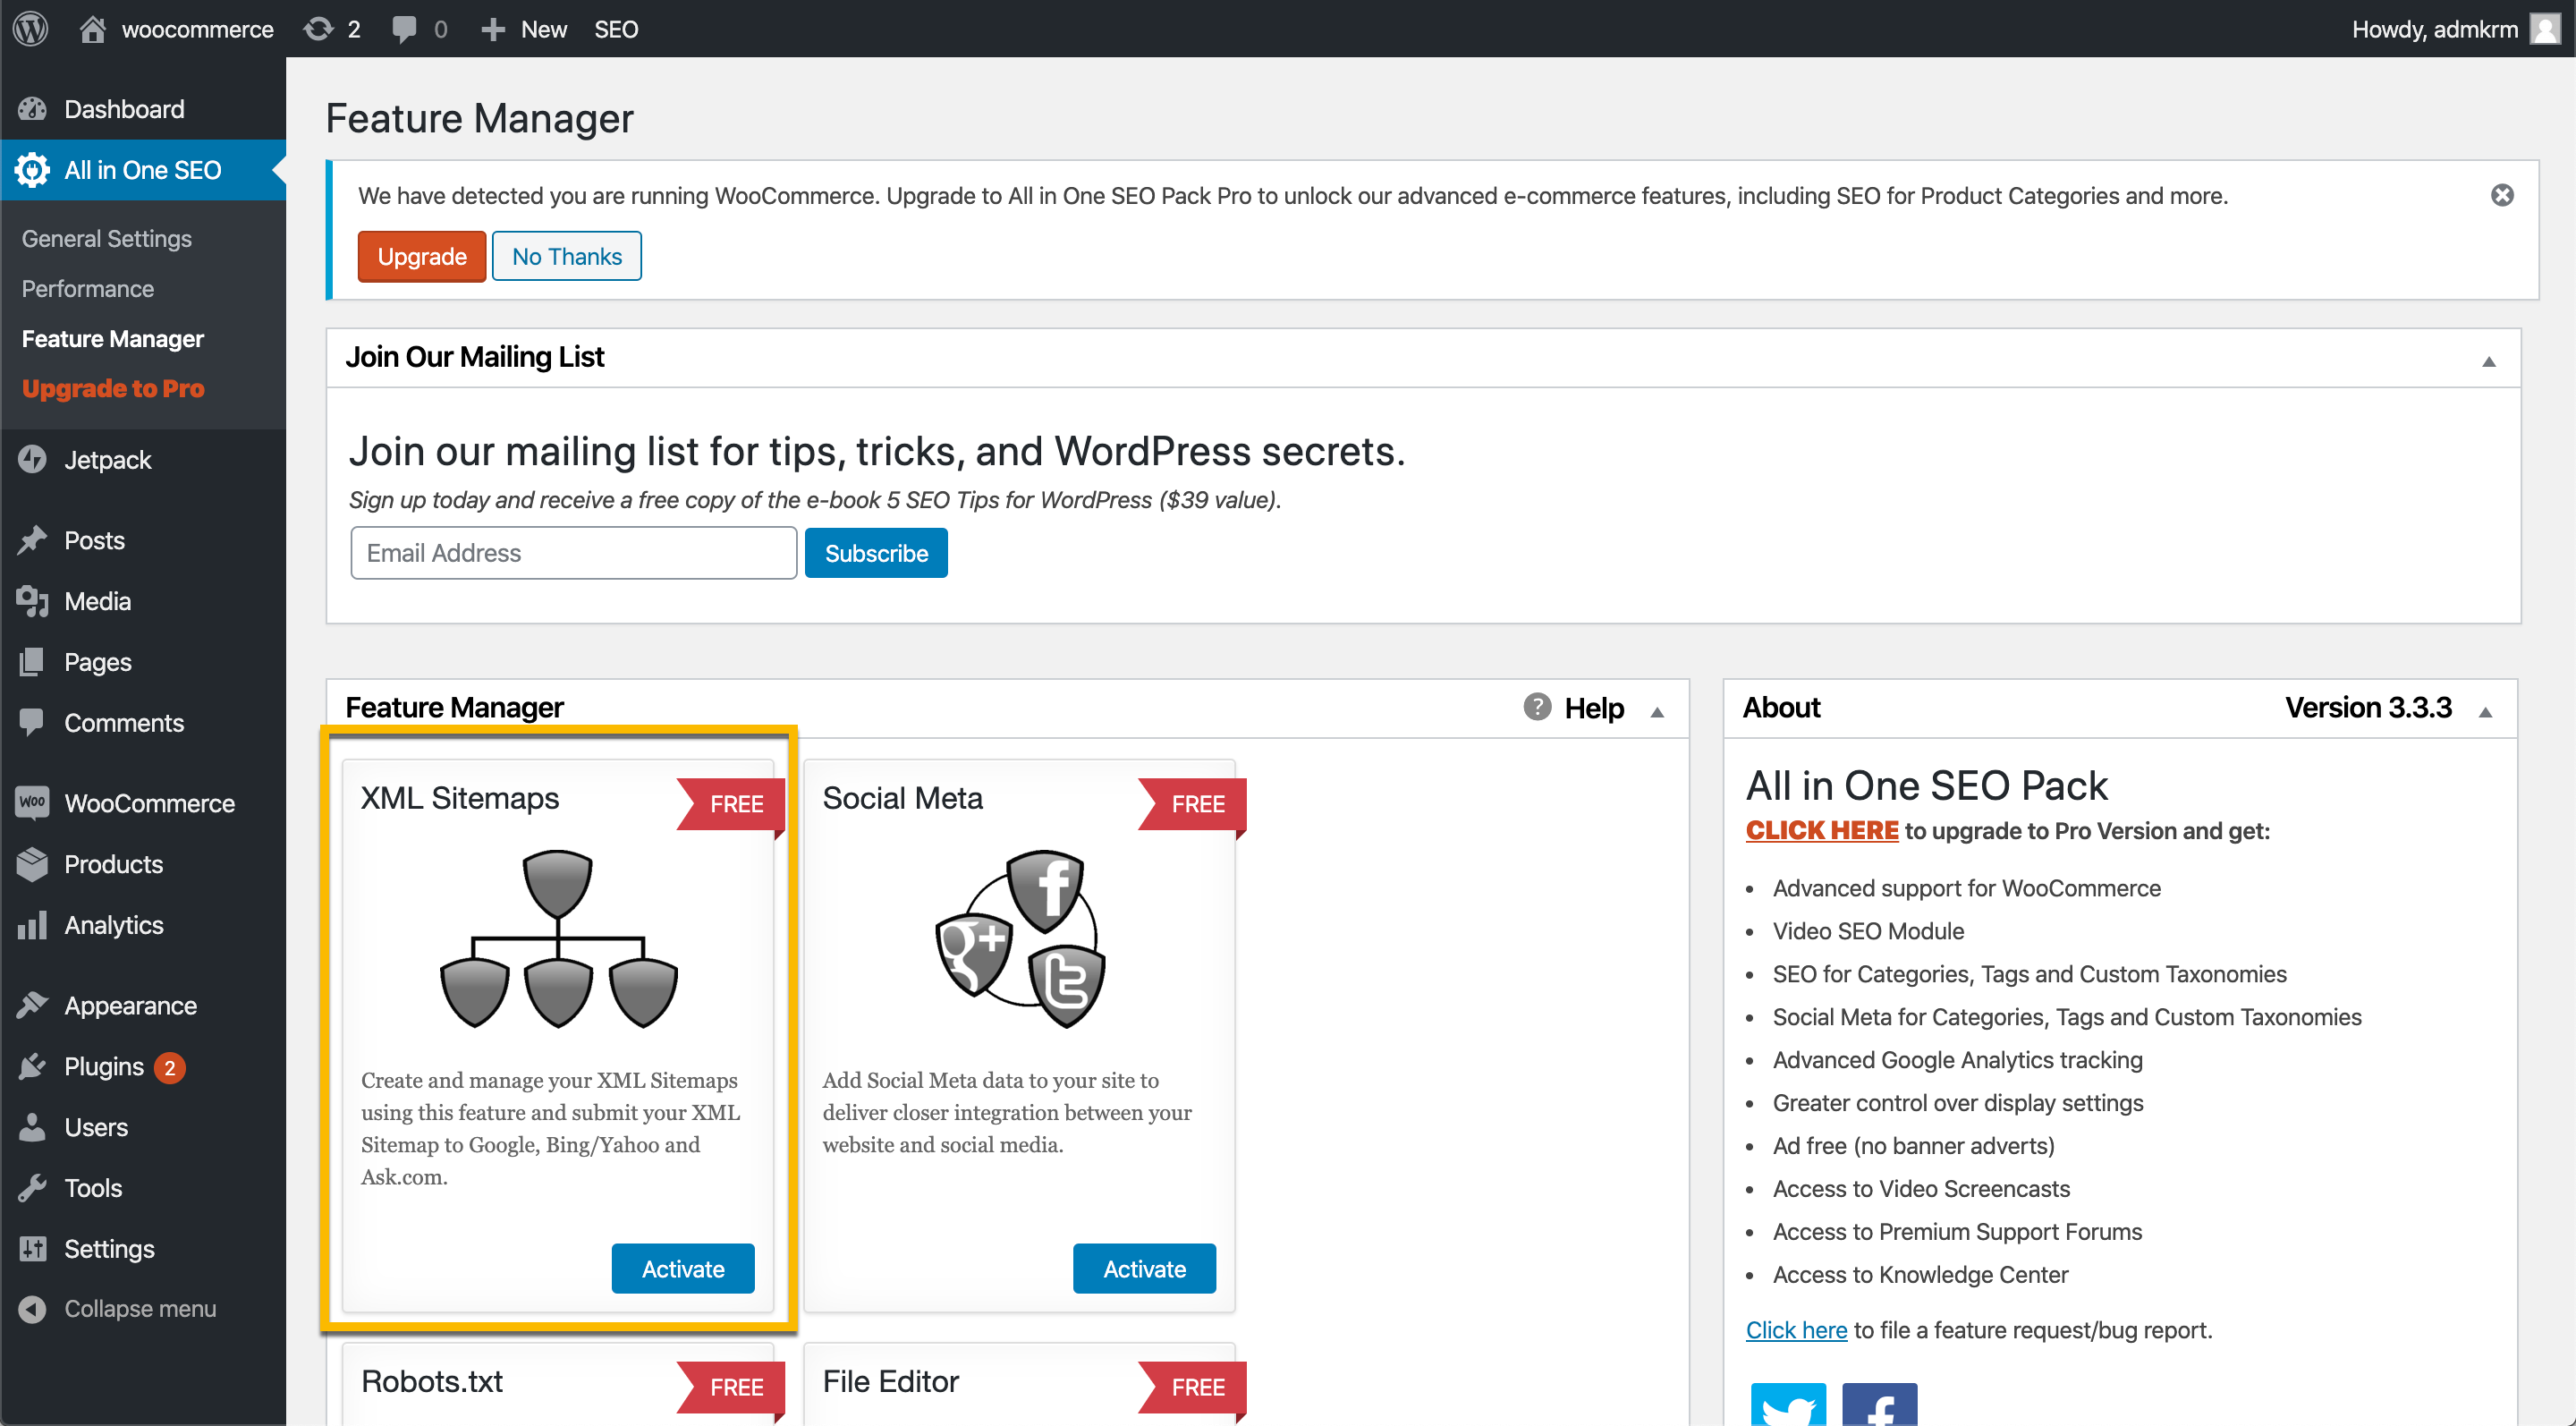 woocommerce 2 0 New SEO Howdy, admkrm
Dashboard
All in One SEO
General Settings
Performance
Feature Manager
Upgrade to Pro
Jetpack
Posts
Media
Pages
Comments
Woo WooCommerce
Products
Analytics
Appearance
Plugins 2
Users
Tools
Settings
Collapse menu
Feature Manager
We have detected you are running WooCommerce. Upgrade to All in One SEO Pack Pro to unlock our advanced e-commerce features, including SEO for Product Categories and more.
Upgrade No Thanks
Join Our Mailing List
Join our mailing list for tips, tricks, and WordPress secrets.
Sign up today and receive a free copy of the e-book 5 SEO Tips for WordPress ($39 value).
Email Address Subscribe
Feature Manager ? Help
XML Sitemaps FREE
Create and manage your XML Sitemaps
using this feature and submit your XML
Sitemap to Google, Bing/Yahoo and
Ask.com.
Activate
Social Meta FREE
f
g+
t
Add Social Meta data to your site to
deliver closer integration between your
website and social media.
Activate
Robots.txt FREE
File Editor FREE
About Version 3.3.3
All in One SEO Pack
CLICK HERE to upgrade to Pro Version and get:
• Advanced support for WooCommerce
• Video SEO Module
• SEO for Categories, Tags and Custom Taxonomies
• Social Meta for Categories, Tags and Custom Taxonomies
• Advanced Google Analytics tracking
• Greater control over display settings
• Ad free (no banner adverts)
• Access to Video Screencasts
• Access to Premium Support Forums
• Access to Knowledge Center
Click here to file a feature request/bug report.
f